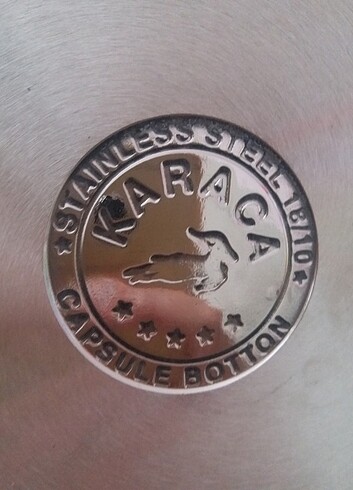 STAINLESS STEEL 18/10
KARACA
CAPSULE BOTTON